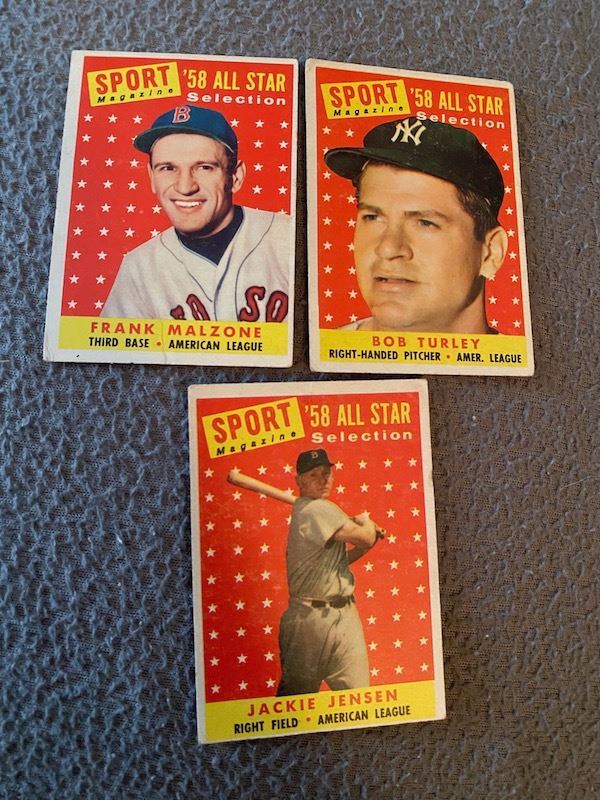 SPORT
Magazine
'58 ALL STAR
Selection
B
SOX
FRANK MALZONE
THIRD BASE • AMERICAN LEAGUE
SPORT
Magazine
'58 ALL STAR
Selection
NY
BOB TURLEY
RIGHT-HANDED PITCHER • AMER. LEAGUE
SPORT
Magazine
'58 ALL STAR
Selection
B
JACKIE JENSEN
RIGHT FIELD • AMERICAN LEAGUE